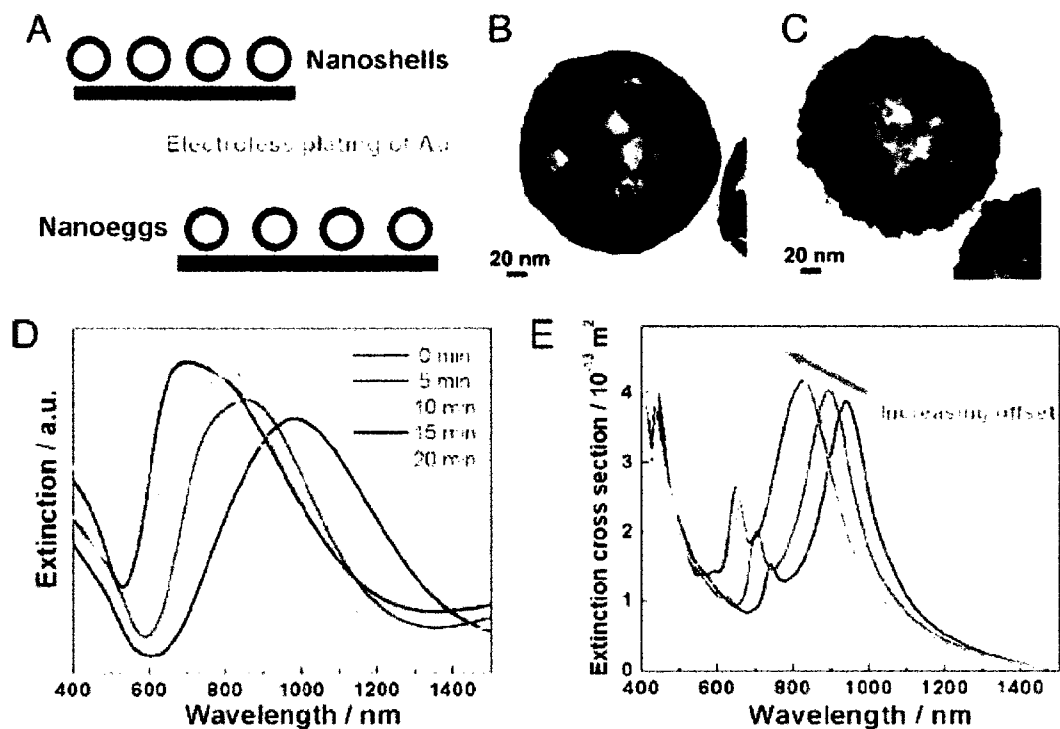 A
Nanoshells
Electroless plating of Au
Nanoeggs
B
20 nm
C
20 nm
D
Extinction / a.u.
0 min
5 min
10 min
15 min
20 min
400 600 800 1000 1200 1400
Wavelength / nm
E
Extinction cross section / 10⁻¹³ m²
4
3
2
1
0
Increasing offset
400 600 800 1000 1200 1400
Wavelength / nm